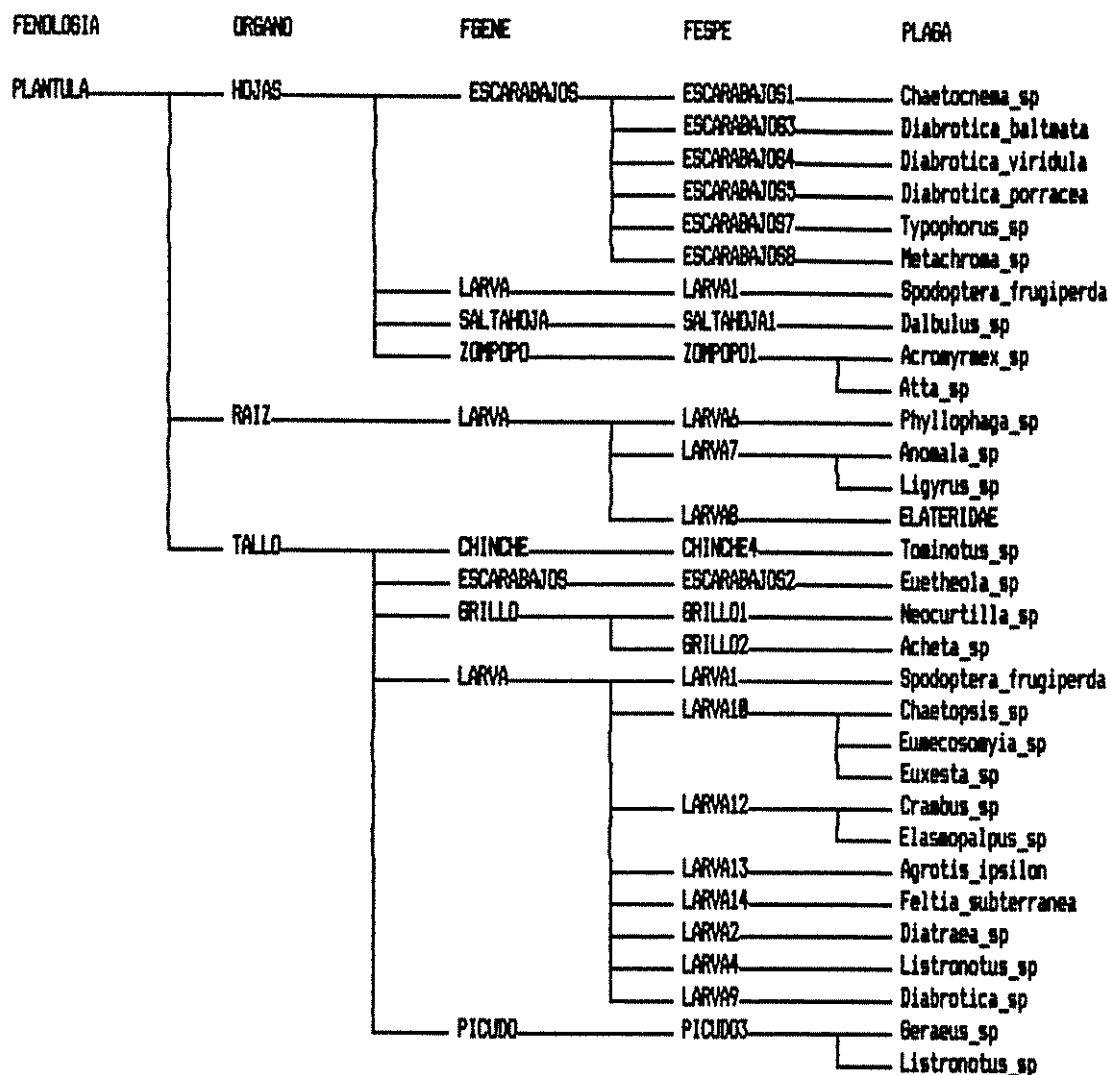 FENOLOGIA ORGANO FGENE FESPE PLAGA
PLANTULA HOJAS ESCARABAJOS ESCARABAJOS1 Chaetocnema_sp
ESCARABAJOS3 Diabrotica_balteata
ESCARABAJOS4 Diabrotica_viridula
ESCARABAJOS5 Diabrotica_porracea
ESCARABAJOS7 Typophorus_sp
ESCARABAJOS8 Metachroma_sp
LARVA LARVA1 Spodoptera_frugiperda
SALTAHOJA SALTAHOJA1 Dalbulus_sp
ZOMPOPO ZOMPOPO1 Acromyrmex_sp
Atta_sp
RAIZ LARVA LARVA6 Phyllophaga_sp
LARVA7 Anomala_sp
Ligyrus_sp
LARVA8 ELATERIDAE
TALLO CHINCHE CHINCHE4 Tominotus_sp
ESCARABAJOS ESCARABAJOS2 Euetheola_sp
GRILLO GRILLO1 Neocurtilla_sp
GRILLO2 Acheta_sp
LARVA LARVA1 Spodoptera_frugiperda
LARVA10 Chaetopsis_sp
Eumecosomyia_sp
Euxesta_sp
LARVA12 Crambus_sp
Elasmopalpus_sp
LARVA13 Agrotis_ipsilon
LARVA14 Feltia_subterranea
LARVA2 Diatraea_sp
LARVA4 Listronotus_sp
LARVA9 Diabrotica_sp
PICUDO PICUDO3 Geraeus_sp
Listronotus_sp